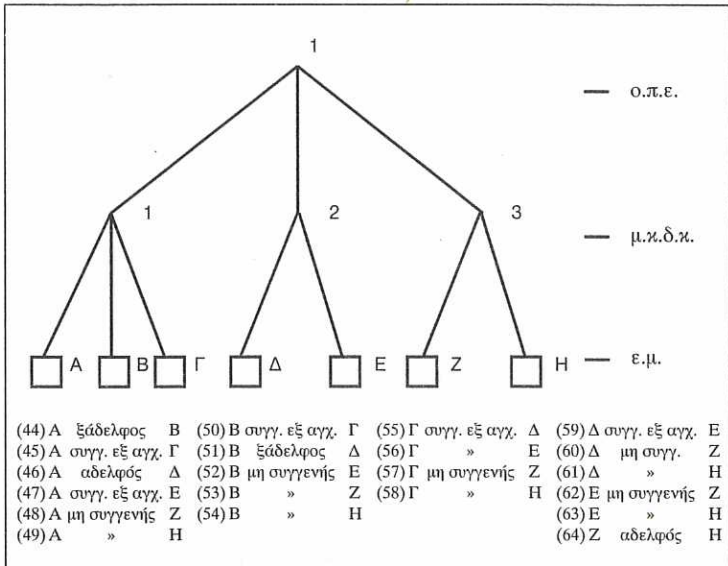 1
ο.π.ε.
1 2 3
μ.κ.δ.κ.
Α Β Γ Δ Ε Ζ Η
ε.μ.
(44) Α ξάδελφος Β (50) Β συγγ. εξ αγχ. Γ (55) Γ συγγ. εξ αγχ. Δ (59) Δ συγγ. εξ αγχ. Ε
(45) Α συγγ. εξ αγχ. Γ (51) Β ξάδελφος Δ (56) Γ » Ε (60) Δ μη συγγ. Ζ
(46) Α αδελφός Δ (52) Β μη συγγενής Ε (57) Γ μη συγγενής Ζ (61) Δ » Η
(47) Α συγγ. εξ αγχ. Ε (53) Β » Ζ (58) Γ » Η (62) Ε μη συγγενής Ζ
(48) Α μη συγγενής Ζ (54) Β » Η (63) Ε » Η
(49) Α » Η (64) Ζ αδελφός Η